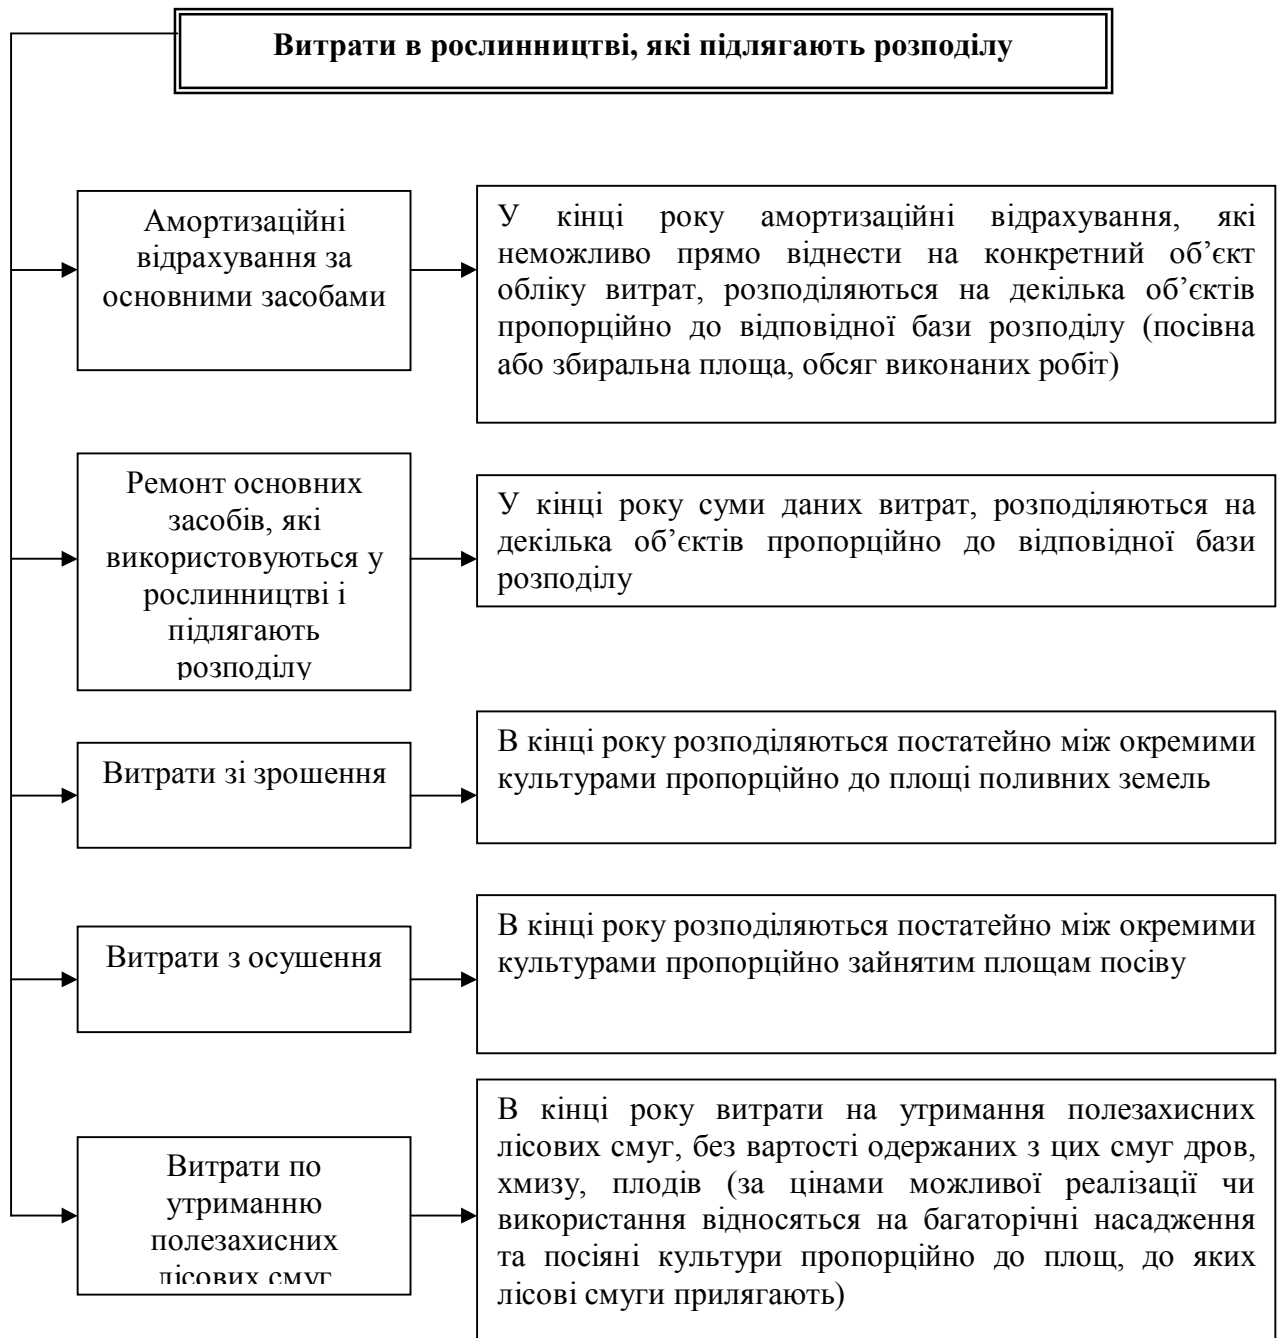 Витрати в рослинництві, які підлягають розподілу
Амортизаційні
відрахування за
основними засобами
У кінці року амортизаційні відрахування, які
неможливо прямо віднести на конкретний об’єкт
обліку витрат, розподіляються на декілька об’єктів
пропорційно до відповідної бази розподілу (посівна
або збиральна площа, обсяг виконаних робіт)
Ремонт основних
засобів, які
використовуються у
рослинництві і
підлягають
розподілу
У кінці року суми даних витрат, розподіляються на
декілька об’єктів пропорційно до відповідної бази
розподілу
Витрати зі зрошення
В кінці року розподіляються постатейно між окремими
культурами пропорційно до площі поливних земель
Витрати з осушення
В кінці року розподіляються постатейно між окремими
культурами пропорційно зайнятим площам посіву
Витрати по
утриманню
полезахисних
лісових смуг
В кінці року витрати на утримання полезахисних
лісових смуг, без вартості одержаних з цих смуг дров,
хмизу, плодів (за цінами можливої реалізації чи
використання відносяться на багаторічні насадження
та посіяні культури пропорційно до площ, до яких
лісові смуги прилягають)